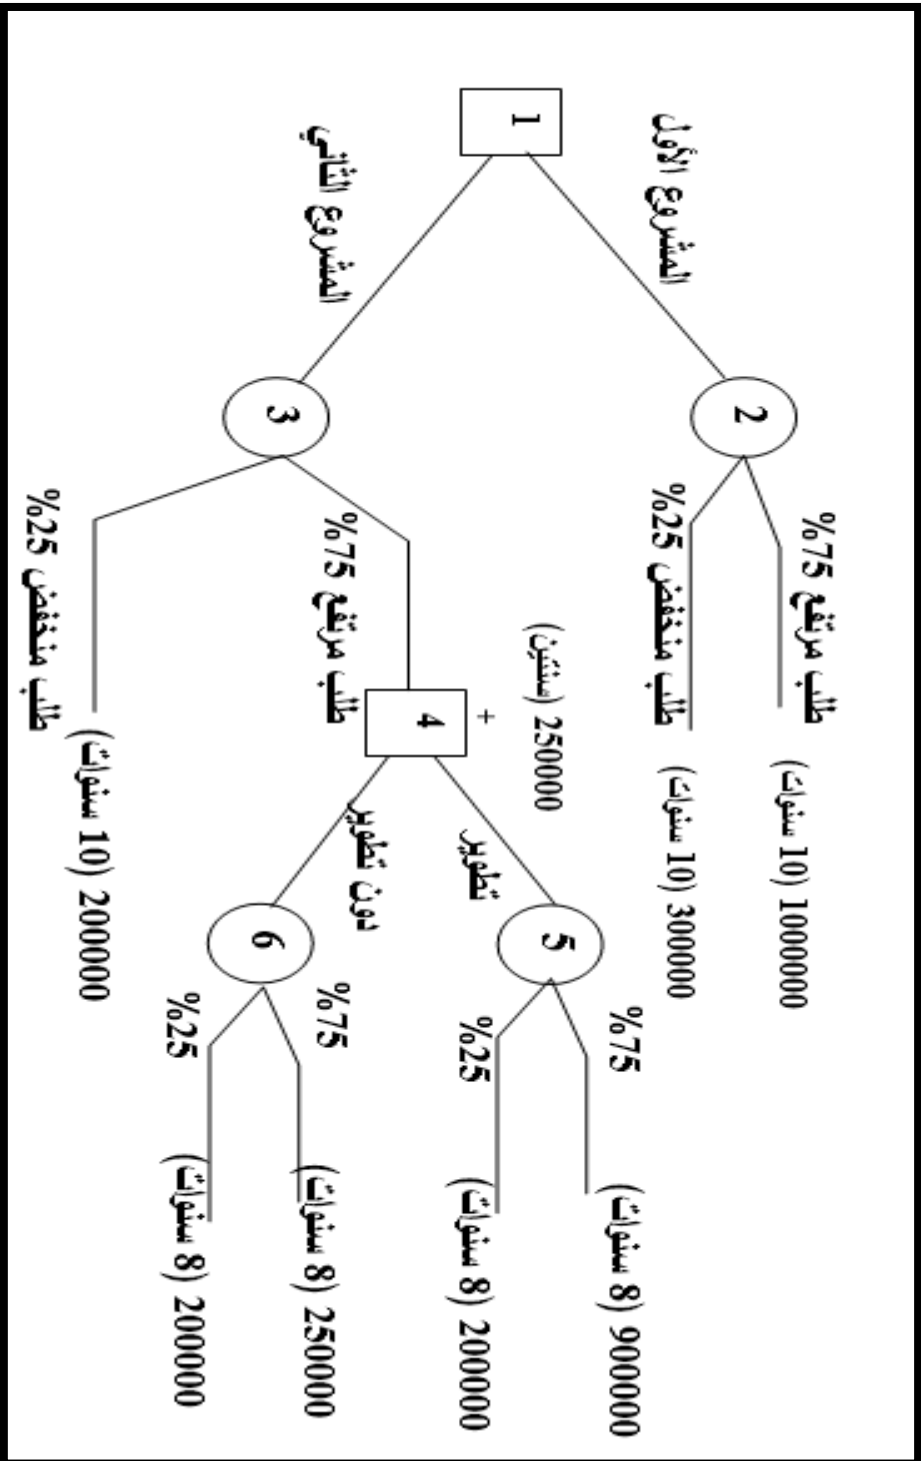 1
المشروع الأول
المشروع الثاني
2
طلب مرتفع 75%
1000000 (10 سنوات)
طلب منخفض 25%
300000 (10 سنوات)
3
طلب مرتفع 75%
250000 (سنتين)
+
4
تطوير
5
75%
900000 (8 سنوات)
25%
200000 (8 سنوات)
دون تطوير
6
75%
250000 (8 سنوات)
25%
200000 (8 سنوات)
طلب منخفض 25%
200000 (10 سنوات)